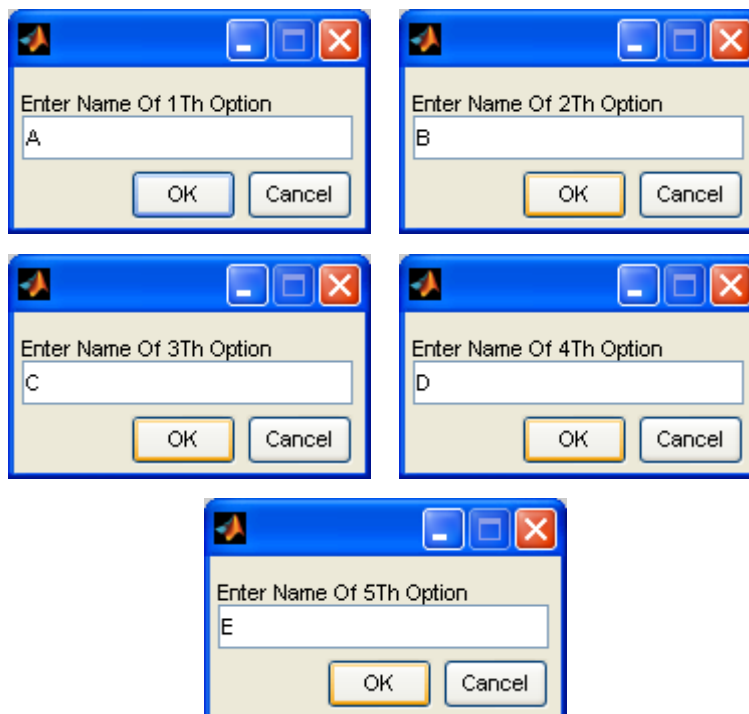 Enter Name Of 1Th Option
A
OK Cancel
Enter Name Of 2Th Option
B
OK Cancel
Enter Name Of 3Th Option
C
OK Cancel
Enter Name Of 4Th Option
D
OK Cancel
Enter Name Of 5Th Option
E
OK Cancel